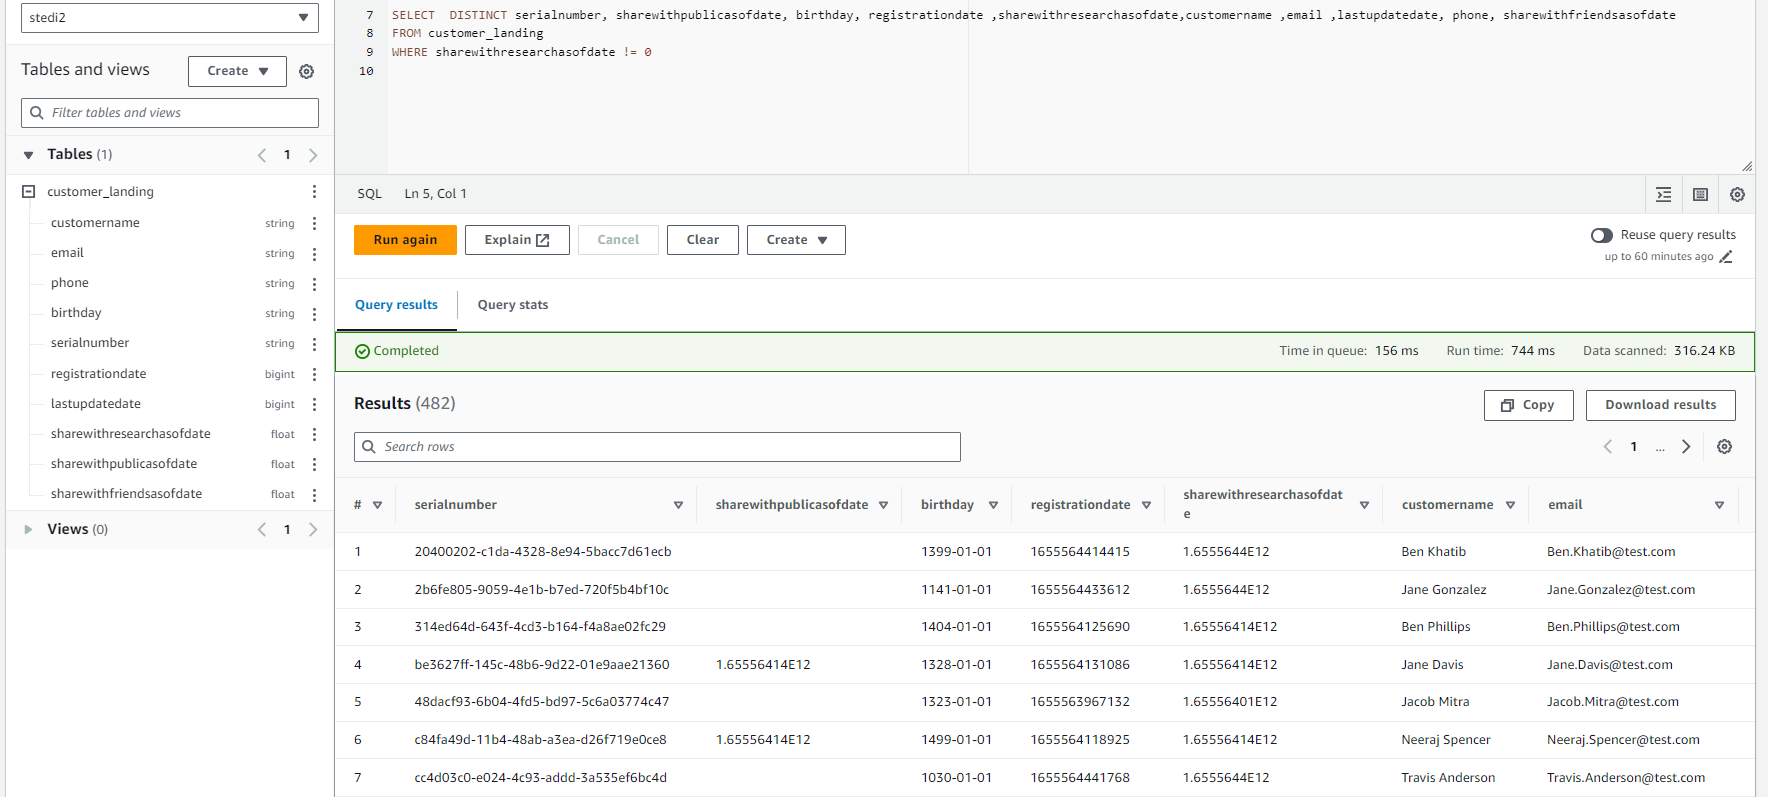 stedi2
Tables and views
Create
Filter tables and views
Tables (1)
1
customer_landing
customername string
email string
phone string
birthday string
serialnumber string
registrationdate bigint
lastupdatedate bigint
sharewithresearchasofdate float
sharewithpublicasofdate float
sharewithfriendsasofdate float
Views (0)
1
7 SELECT  DISTINCT serialnumber, sharewithpublicasofdate, birthday, registrationdate ,sharewithresearchasofdate,customername ,email ,lastupdatedate, phone, sharewithfriendsasofdate
8 FROM customer_landing
9 WHERE sharewithresearchasofdate != 0
10
SQL Ln 5, Col 1
Run again Explain Cancel Clear Create
Reuse query results
up to 60 minutes ago
Query results Query stats
Completed Time in queue: 156 ms Run time: 744 ms Data scanned: 316.24 KB
Results (482) Copy Download results
Search rows
1 ...
# serialnumber sharewithpublicasofdate birthday registrationdate sharewithresearchasofdat
e customername email
1 20400202-c1da-4328-8e94-5bacc7d61ecb 1399-01-01 1655564414415 1.6555644E12 Ben Khatib Ben.Khatib@test.com
2 2b6fe805-9059-4e1b-b7ed-720f5b4bf10c 1141-01-01 1655564433612 1.6555644E12 Jane Gonzalez Jane.Gonzalez@test.com
3 314ed64d-643f-4cd3-b164-f4a8ae02fc29 1404-01-01 1655564125690 1.65556414E12 Ben Phillips Ben.Phillips@test.com
4 be3627ff-145c-48b6-9d22-01e9aae21360 1.65556414E12 1328-01-01 1655564131086 1.65556414E12 Jane Davis Jane.Davis@test.com
5 48dacf93-6b04-4fd5-bd97-5c6a03774c47 1323-01-01 1655563967132 1.65556401E12 Jacob Mitra Jacob.Mitra@test.com
6 c84fa49d-11b4-48ab-a3ea-d26f719e0ce8 1.65556414E12 1499-01-01 1655564118925 1.65556414E12 Neeraj Spencer Neeraj.Spencer@test.com
7 cc4d03c0-e024-4c93-addd-3a535ef6bc4d 1030-01-01 1655564441768 1.6555644E12 Travis Anderson Travis.Anderson@test.com